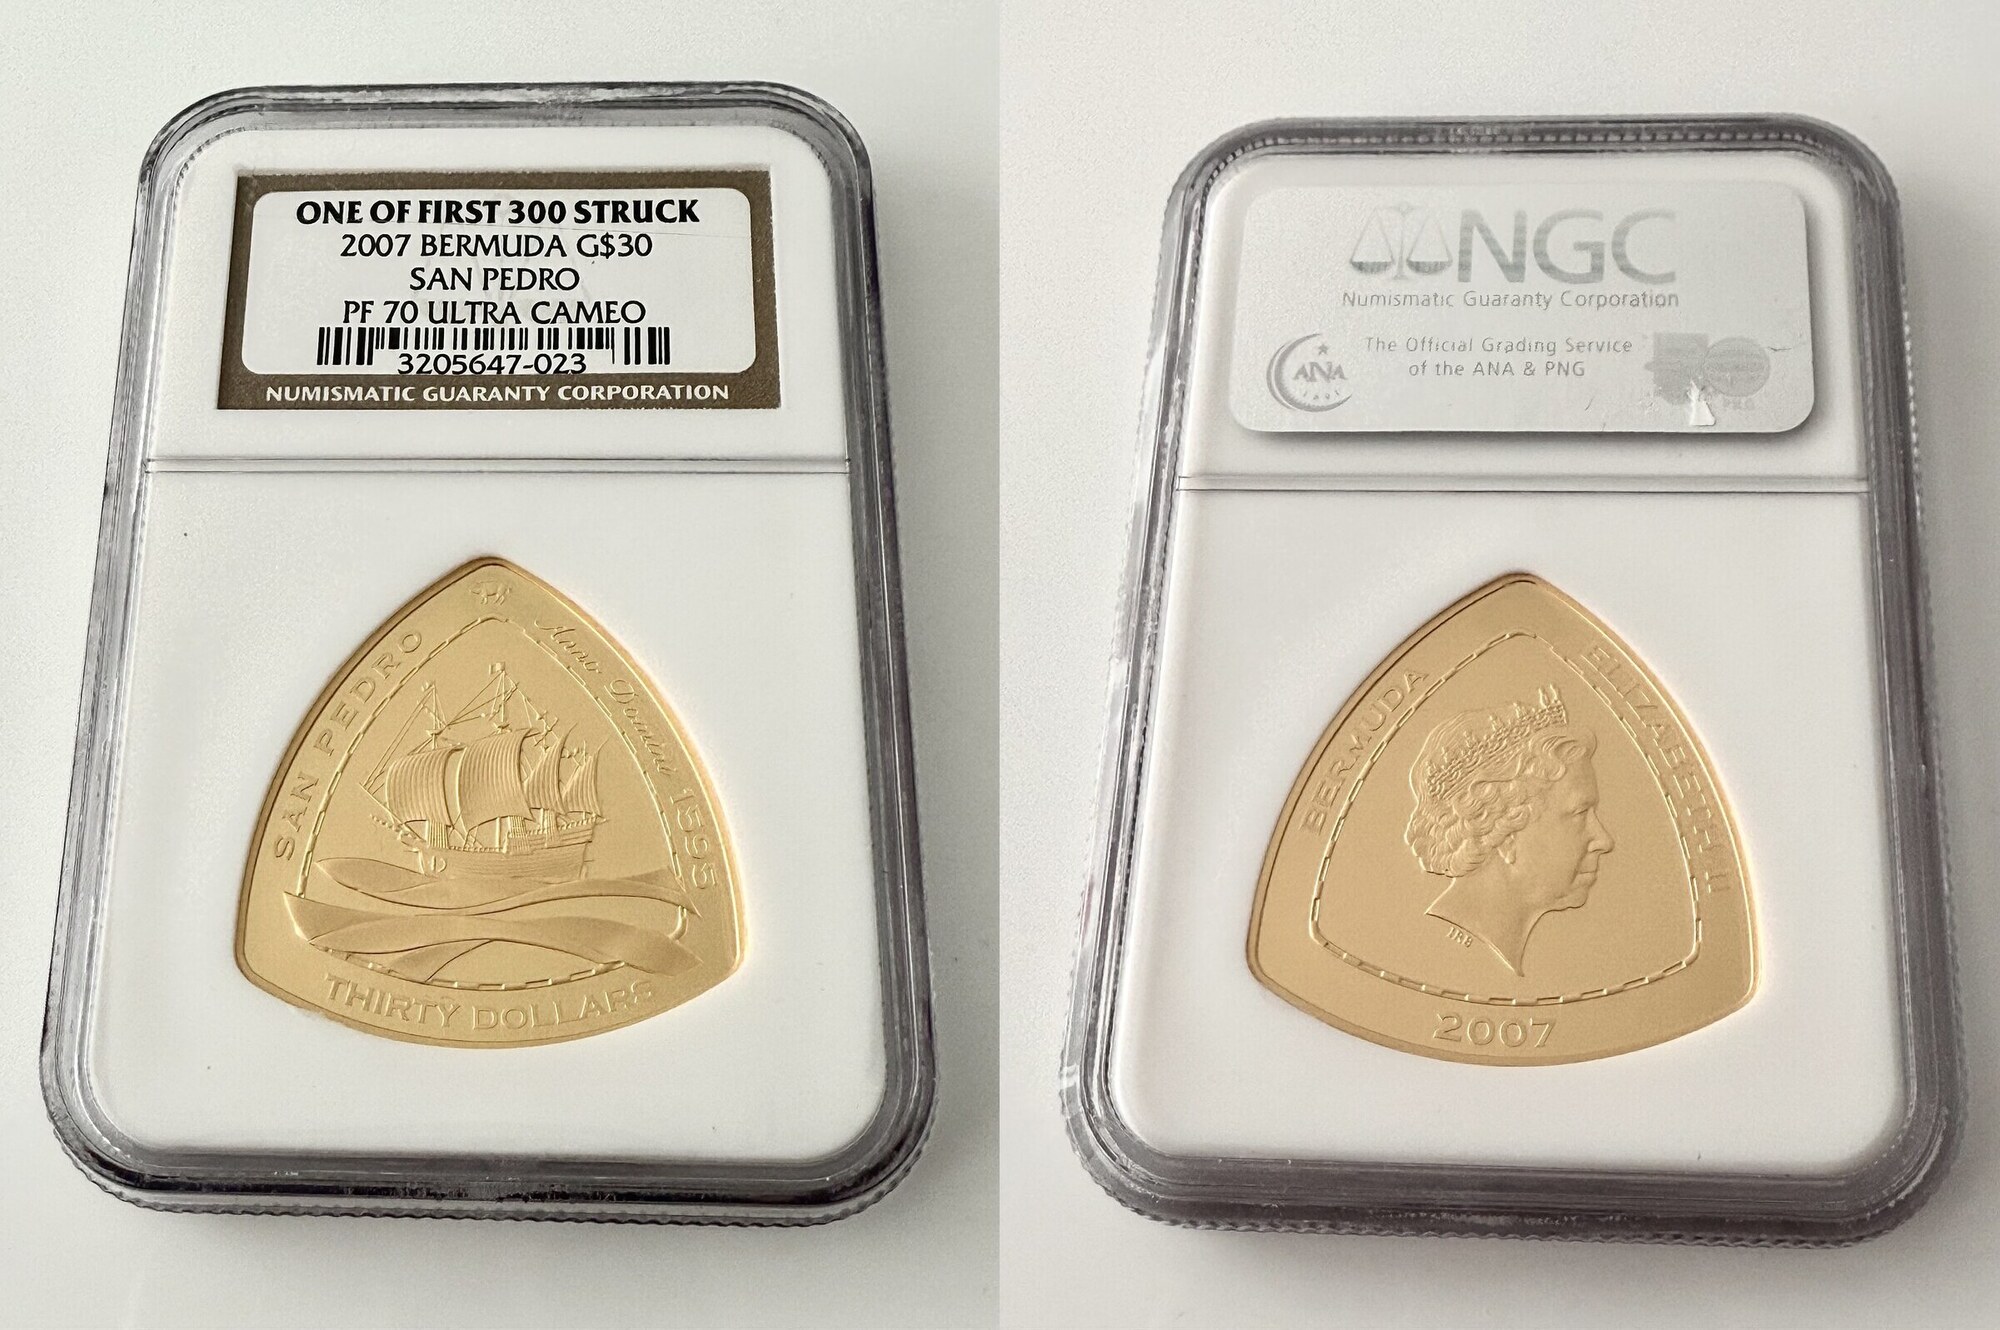 ONE OF FIRST 300 STRUCK
2007 BERMUDA G$30
SAN PEDRO
PF 70 ULTRA CAMEO
3205647-023
NUMISMATIC GUARANTY CORPORATION
SAN PEDRO
Anno Domini 1595
THIRTY DOLLARS
NGC
Numismatic Guaranty Corporation
The Official Grading Service
of the ANA & PNG
ANA
BERMUDA
ELIZABETH II
IRB
2007